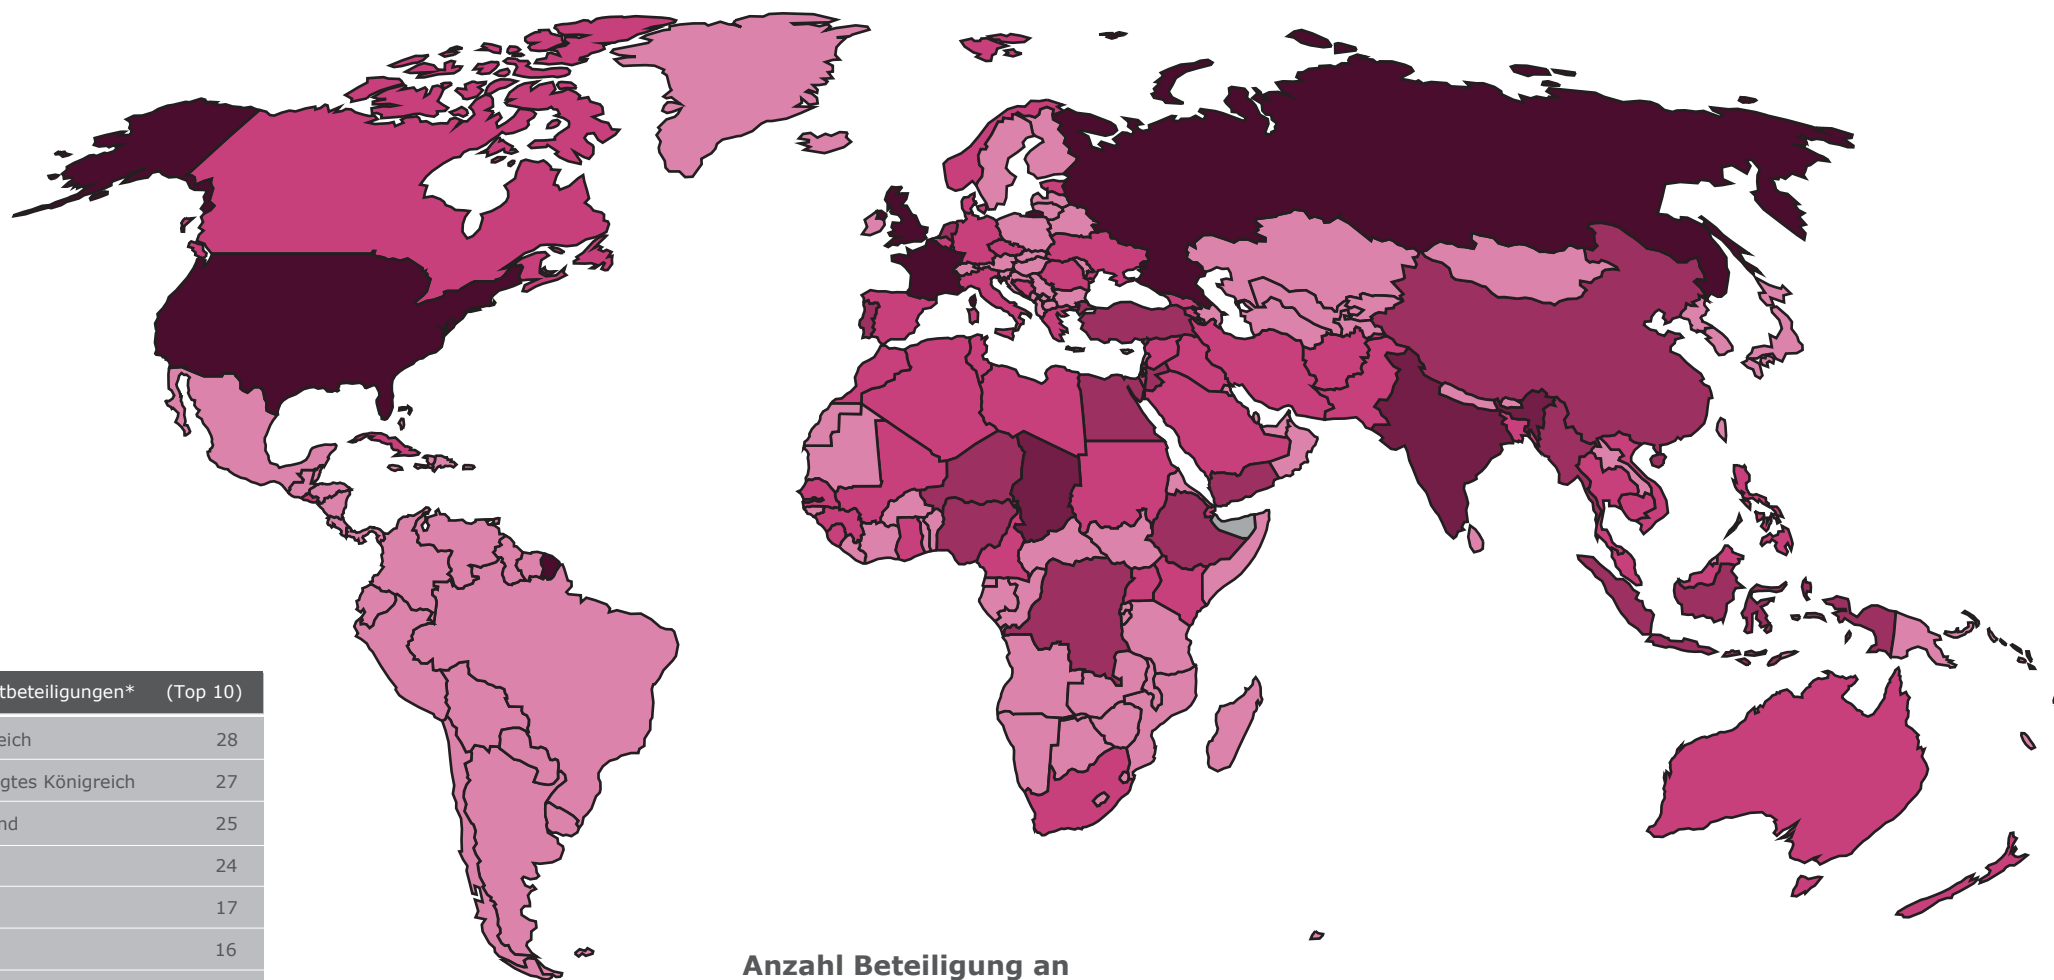 tbeteiligungen* (Top 10)
eich 28
gtes Königreich 27
nd 25
24
17
16
Anzahl Beteiligung an